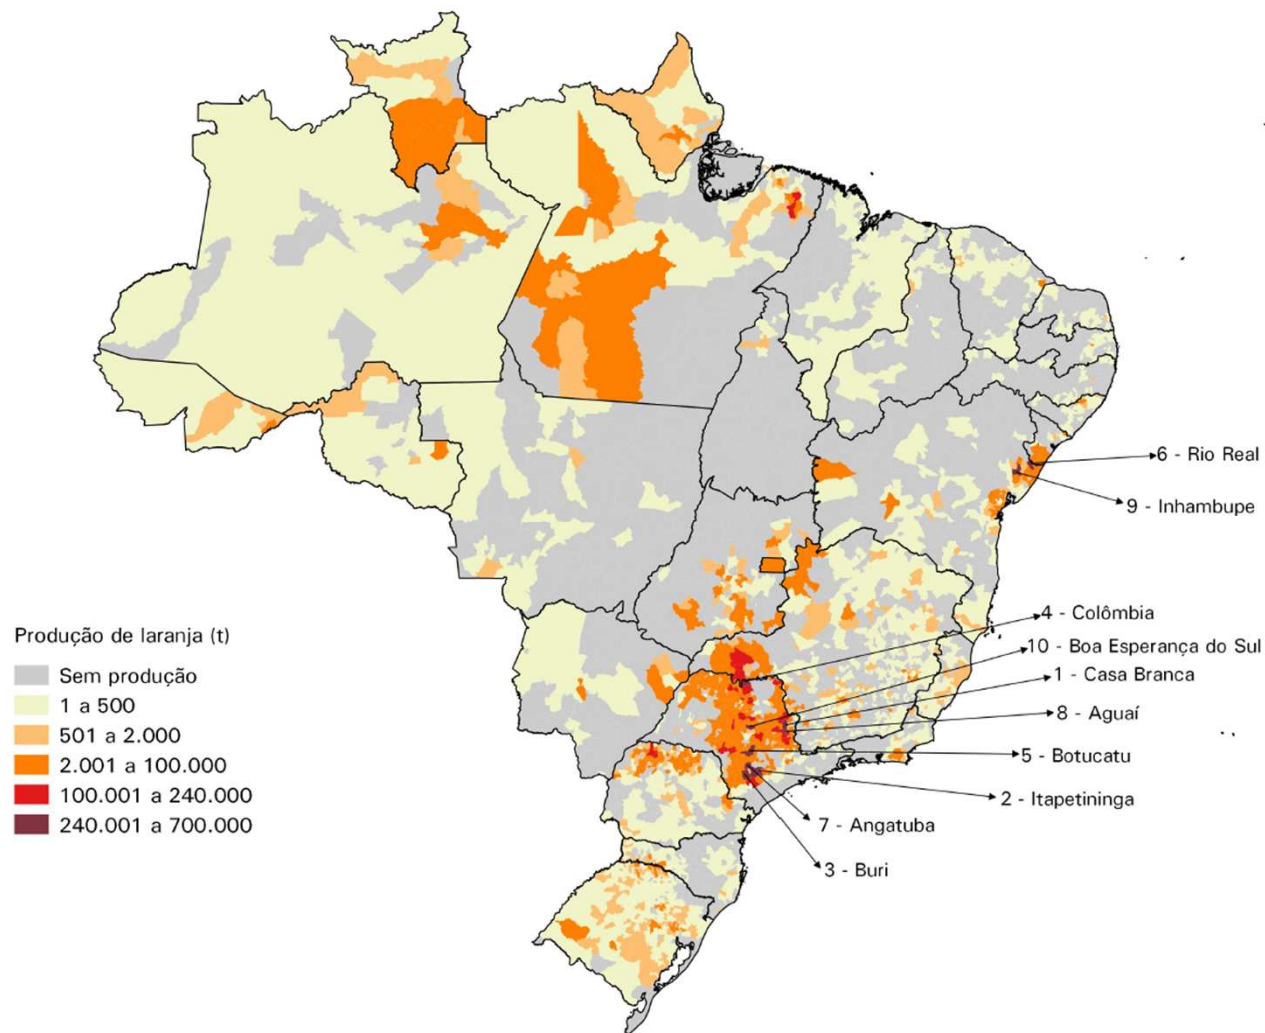 6 - Rio Real
9 - Inhambupe
4 - Colômbia
10 - Boa Esperança do Sul
1 - Casa Branca
8 - Aguaí
5 - Botucatu
2 - Itapetininga
7 - Angatuba
3 - Buri
Produção de laranja (t)
Sem produção
1 a 500
501 a 2.000
2.001 a 100.000
100.001 a 240.000
240.001 a 700.000